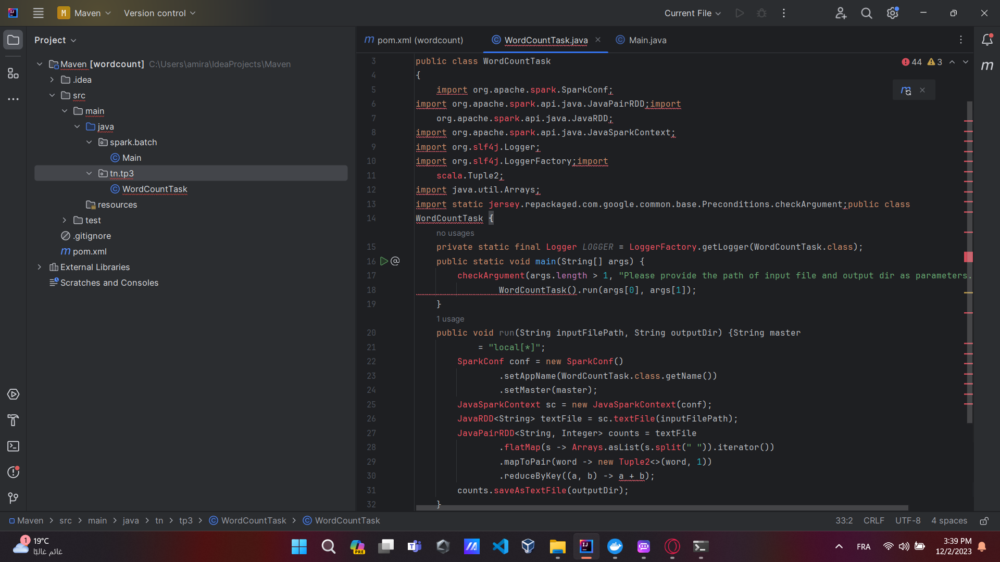 M Maven Version control Current File
Project
pom.xml (wordcount) WordCountTask.java Main.java
Maven [wordcount] C:\Users\amira\IdeaProjects\Maven
.idea
src
main
java
spark.batch
Main
tn.tp3
WordCountTask
resources
test
.gitignore
pom.xml
External Libraries
Scratches and Consoles
44 3
3 public class WordCountTask
4 {
5 import org.apache.spark.SparkConf;
6 import org.apache.spark.api.java.JavaPairRDD;import
7 org.apache.spark.api.java.JavaRDD;
8 import org.apache.spark.api.java.JavaSparkContext;
9 import org.slf4j.Logger;
10 import org.slf4j.LoggerFactory;import
11 scala.Tuple2;
12 import java.util.Arrays;
13 import static jersey.repackaged.com.google.common.base.Preconditions.checkArgument;public class
14 WordCountTask {
no usages
15 private static final Logger LOGGER = LoggerFactory.getLogger(WordCountTask.class);
16 public static void main(String[] args) {
17 checkArgument(args.length > 1, "Please provide the path of input file and output dir as parameters.
18 WordCountTask().run(args[0], args[1]);
19 }
1 usage
20 public void run(String inputFilePath, String outputDir) {String master
21 = "local[*]";
22 SparkConf conf = new SparkConf()
23 .setAppName(WordCountTask.class.getName())
24 .setMaster(master);
25 JavaSparkContext sc = new JavaSparkContext(conf);
26 JavaRDD<String> textFile = sc.textFile(inputFilePath);
27 JavaPairRDD<String, Integer> counts = textFile
28 .flatMap(s -> Arrays.asList(s.split(" ")).iterator())
29 .mapToPair(word -> new Tuple2<>(word, 1))
30 .reduceByKey((a, b) -> a + b);
31 counts.saveAsTextFile(outputDir);
32 }
Maven > src > main > java > tn > tp3 > WordCountTask > WordCountTask
33:2 CRLF UTF-8 4 spaces
1 19°C
غائم غالبًا
PRE
FRA
3:39 PM
12/2/2023